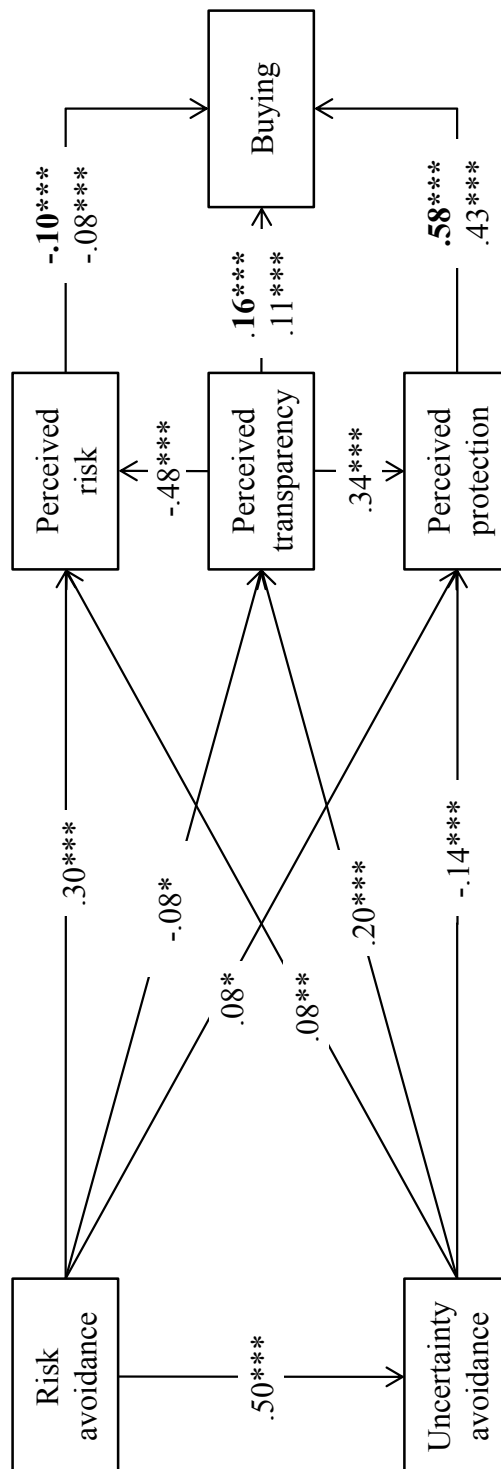 Risk
avoidance
Uncertainty
avoidance
.50***
.30***
-.08*
.08*
.08**
.20***
-.14***
Perceived
risk
-.48***
Perceived
transparency
.34***
Perceived
protection
-.10***
-.08***
.16***
.11***
.58***
.43***
Buying